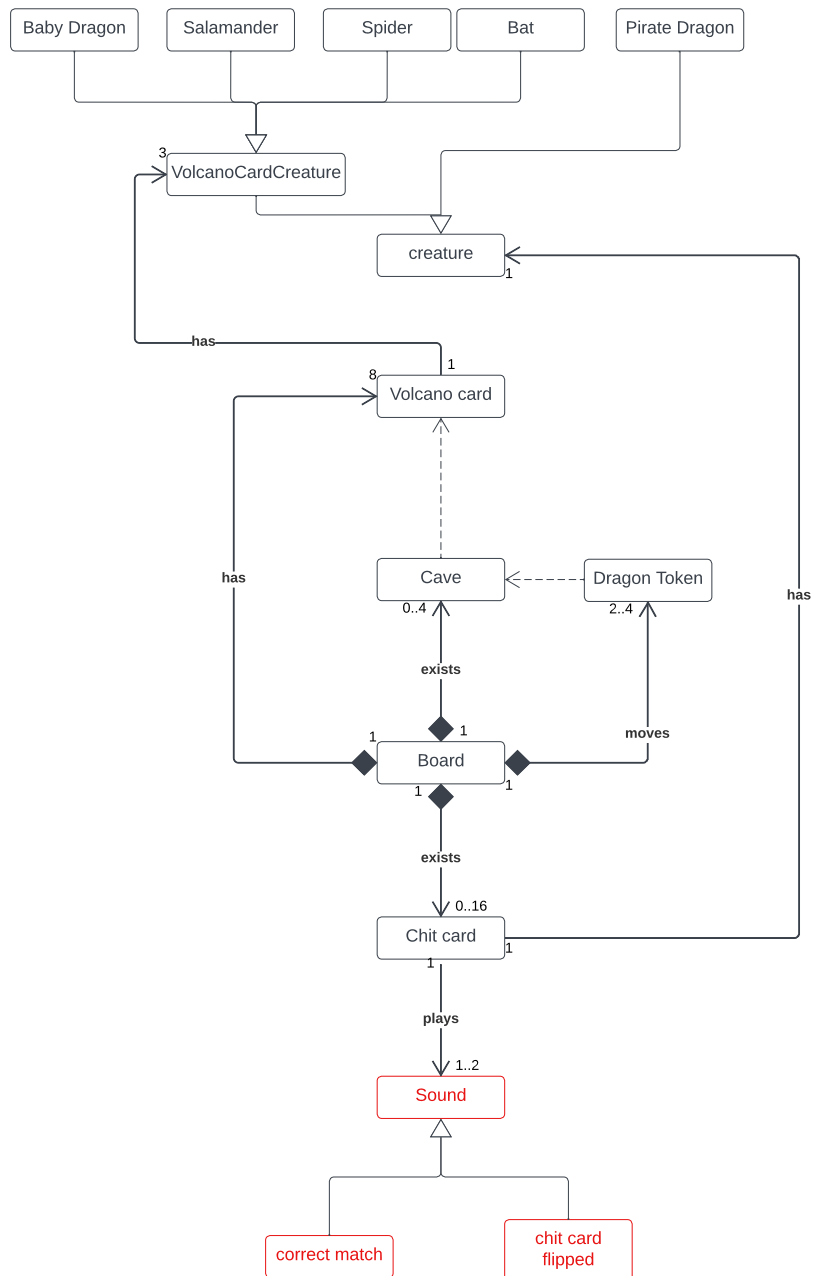 Baby Dragon
Salamander
Spider
Bat
Pirate Dragon
3
VolcanoCardCreature
creature
1
has
1
8
Volcano card
Cave
Dragon Token
0..4
2..4
has
has
exists
moves
1
1
Board
1
1
exists
0..16
Chit card
1
1
plays
1..2
Sound
correct match
chit card
flipped